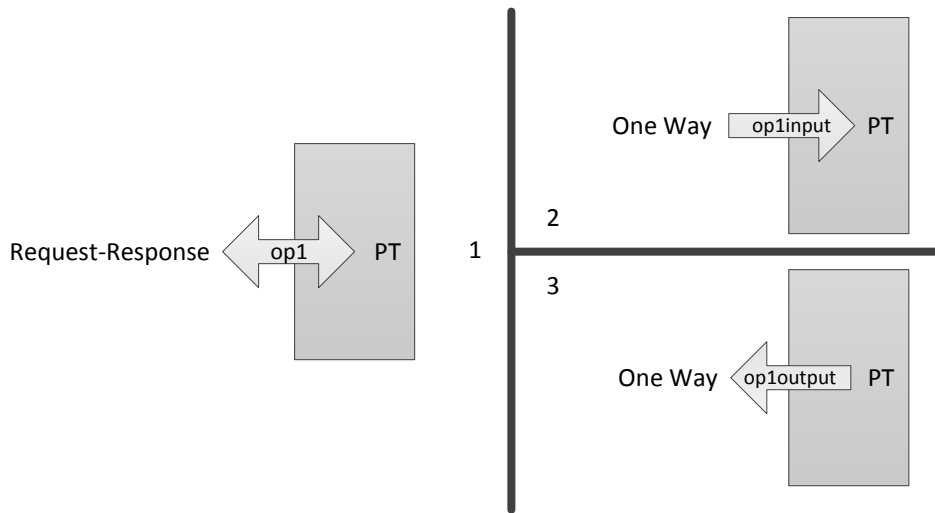 Request-Response
op1
PT
1
One Way
op1input
PT
2
3
One Way
op1output
PT